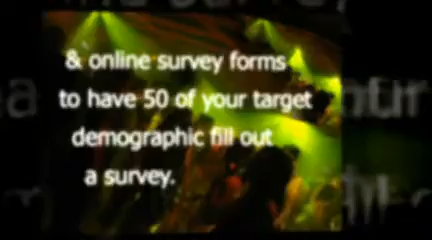 & online survey forms
to have 50 of your target
demographic fill out
a survey.